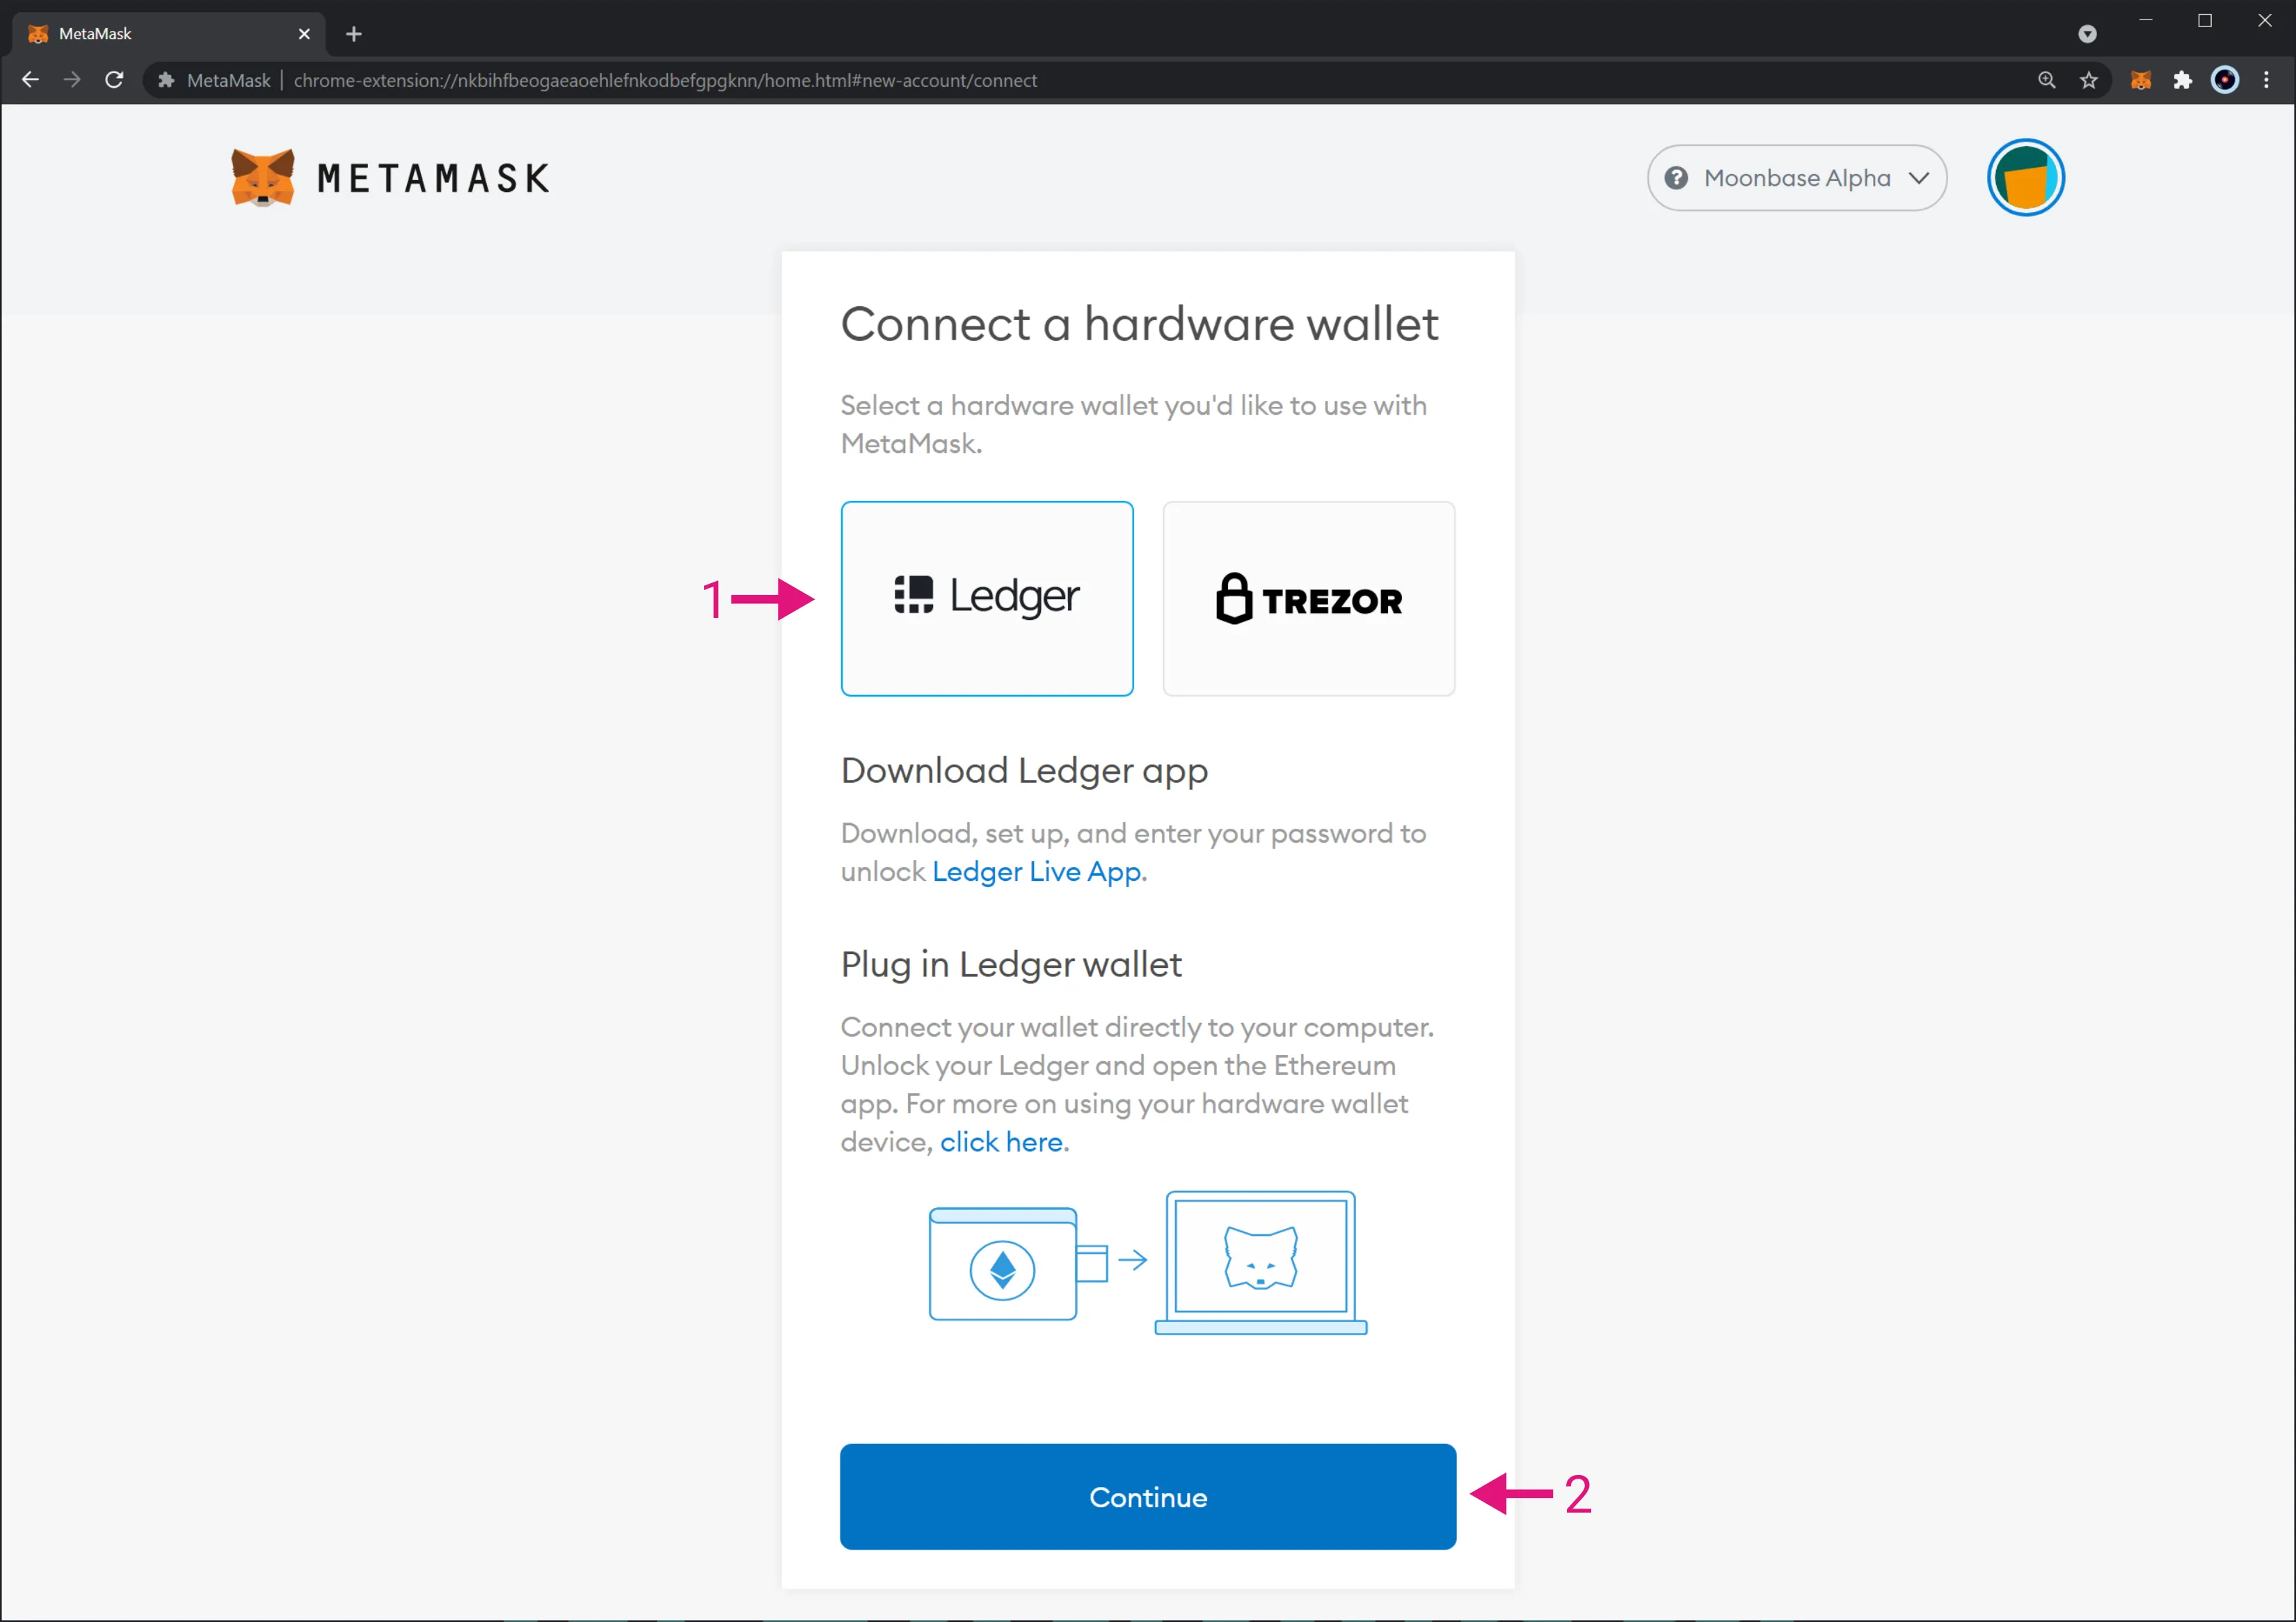 MetaMask
MetaMask | chrome-extension://nkbihfbeogaeaoehlefnkodbefgpgknn/home.html#new-account/connect
METAMASK
Moonbase Alpha
Connect a hardware wallet
Select a hardware wallet you'd like to use with
MetaMask.
1
Ledger
TREZOR
Download Ledger app
Download, set up, and enter your password to
unlock Ledger Live App.
Plug in Ledger wallet
Connect your wallet directly to your computer.
Unlock your Ledger and open the Ethereum
app. For more on using your hardware wallet
device, click here.
Continue
2